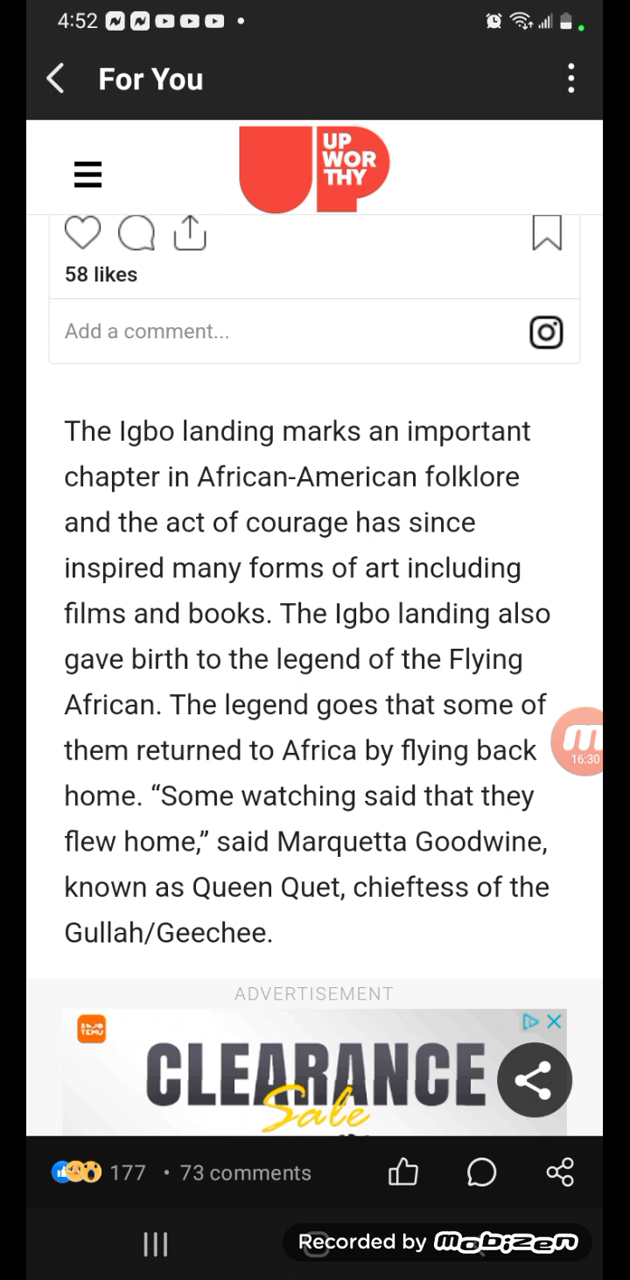 4:52
For You
UP
WOR
THY
58 likes
Add a comment...
The Igbo landing marks an important
chapter in African-American folklore
and the act of courage has since
inspired many forms of art including
films and books. The Igbo landing also
gave birth to the legend of the Flying
African. The legend goes that some of
them returned to Africa by flying back
home. “Some watching said that they
flew home,” said Marquetta Goodwine,
known as Queen Quet, chieftess of the
Gullah/Geechee.
16:30
ADVERTISEMENT
TEMU
CLEARANCE
Sale
177 • 73 comments
Recorded by mobizen